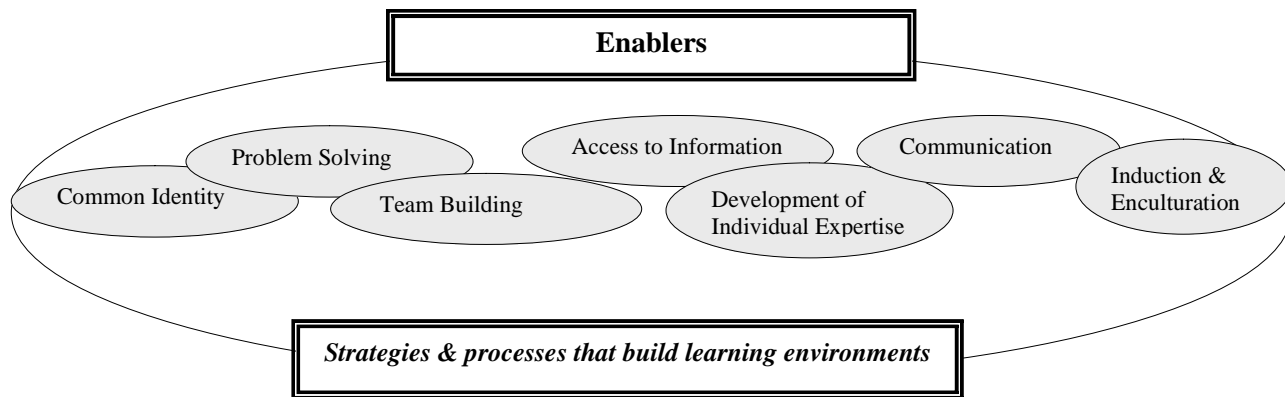 Enablers
Common Identity
Problem Solving
Team Building
Access to Information
Development of
Individual Expertise
Communication
Induction &
Enculturation
Strategies & processes that build learning environments